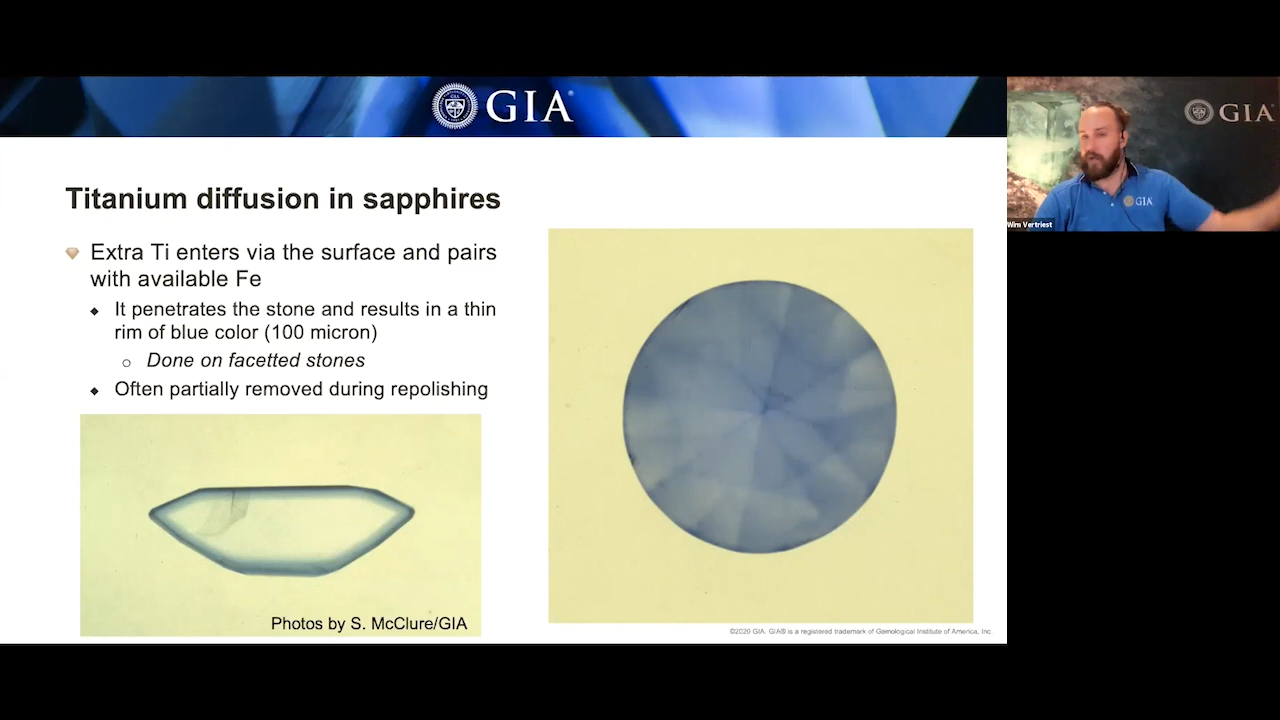 GIA®
Titanium diffusion in sapphires
Extra Ti enters via the surface and pairs
with available Fe
It penetrates the stone and results in a thin
rim of blue color (100 micron)
Done on facetted stones
Often partially removed during repolishing
Photos by S. McClure/GIA
©2020 GIA. GIA® is a registered trademark of Gemological Institute of America, Inc
GIA
GIA
Wim Vertriest